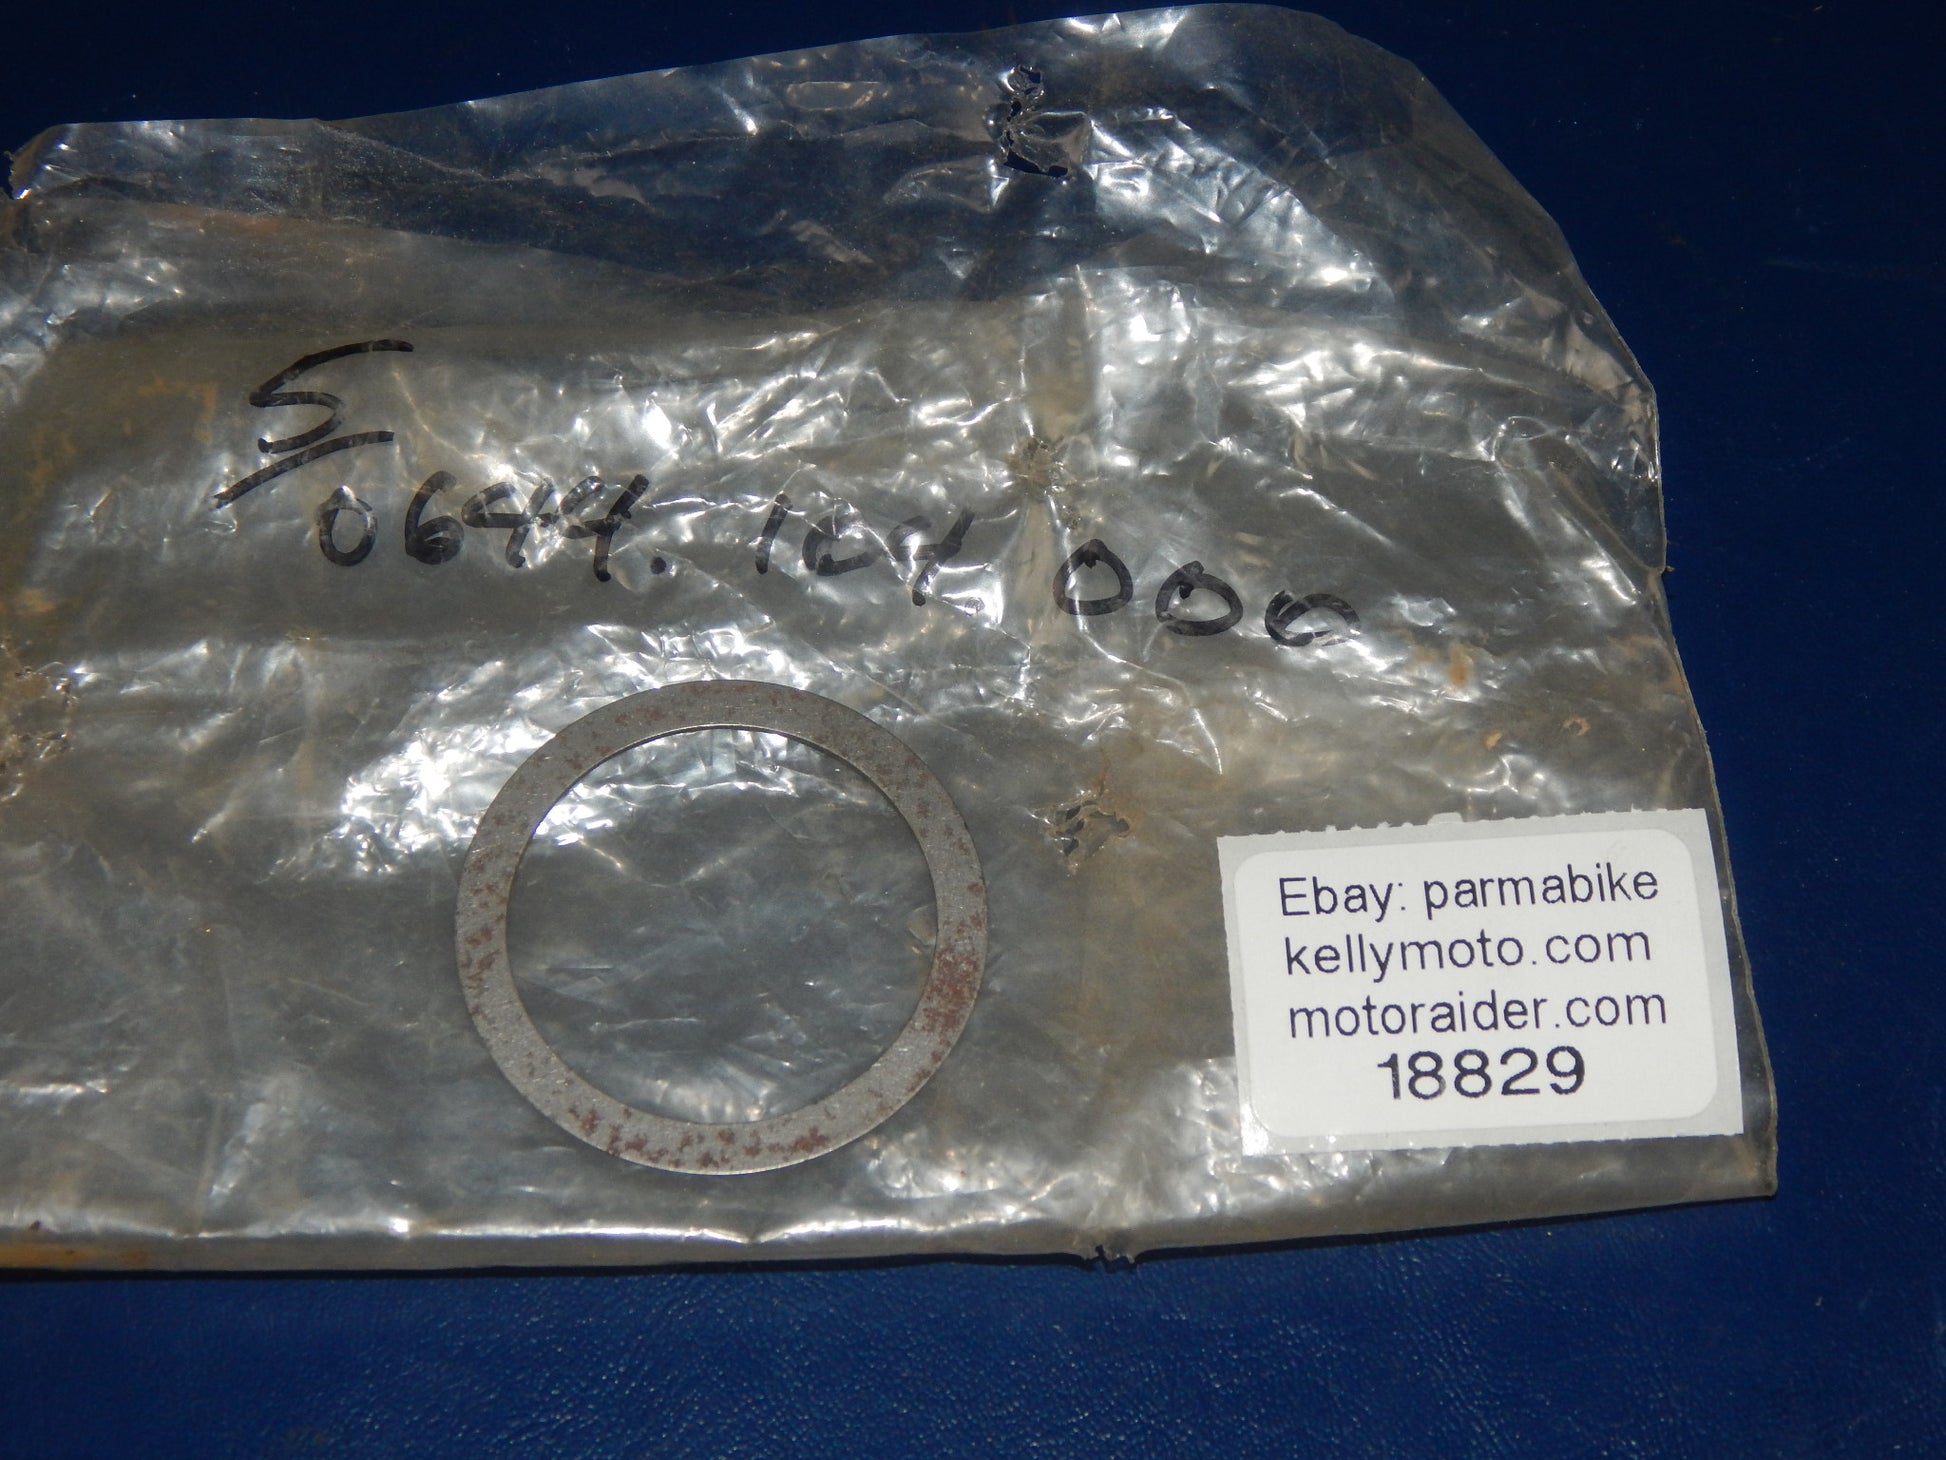 5
0644.104.000
Ebay: parmabike
kellymoto.com
motoraider.com
18829